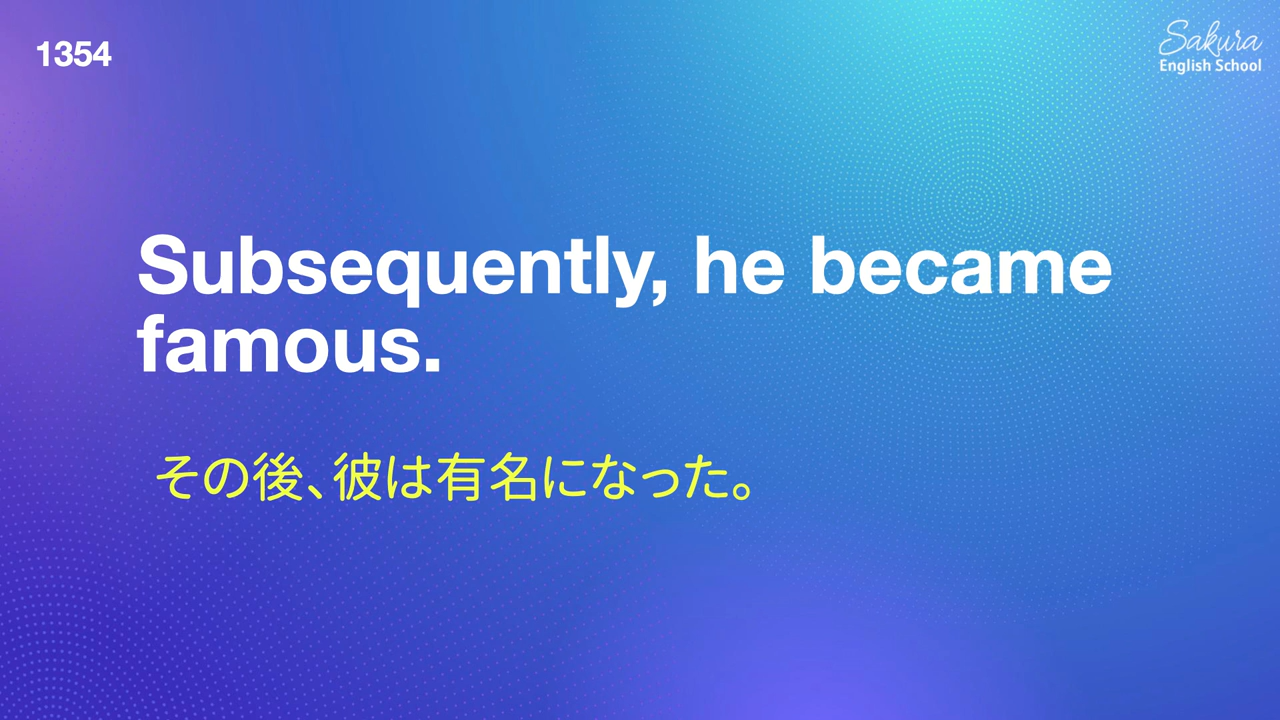 1354
Sakura
English School
Subsequently, he became
famous.
その後、彼は有名になった。